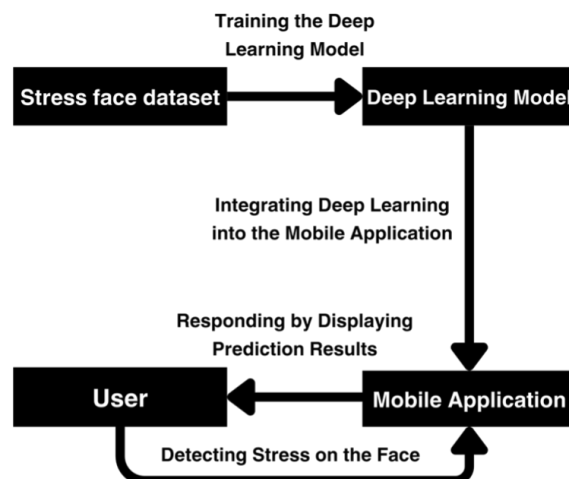 Training the Deep
Learning Model
Stress face dataset
Deep Learning Model
Integrating Deep Learning
into the Mobile Application
Responding by Displaying
Prediction Results
User
Mobile Application
Detecting Stress on the Face